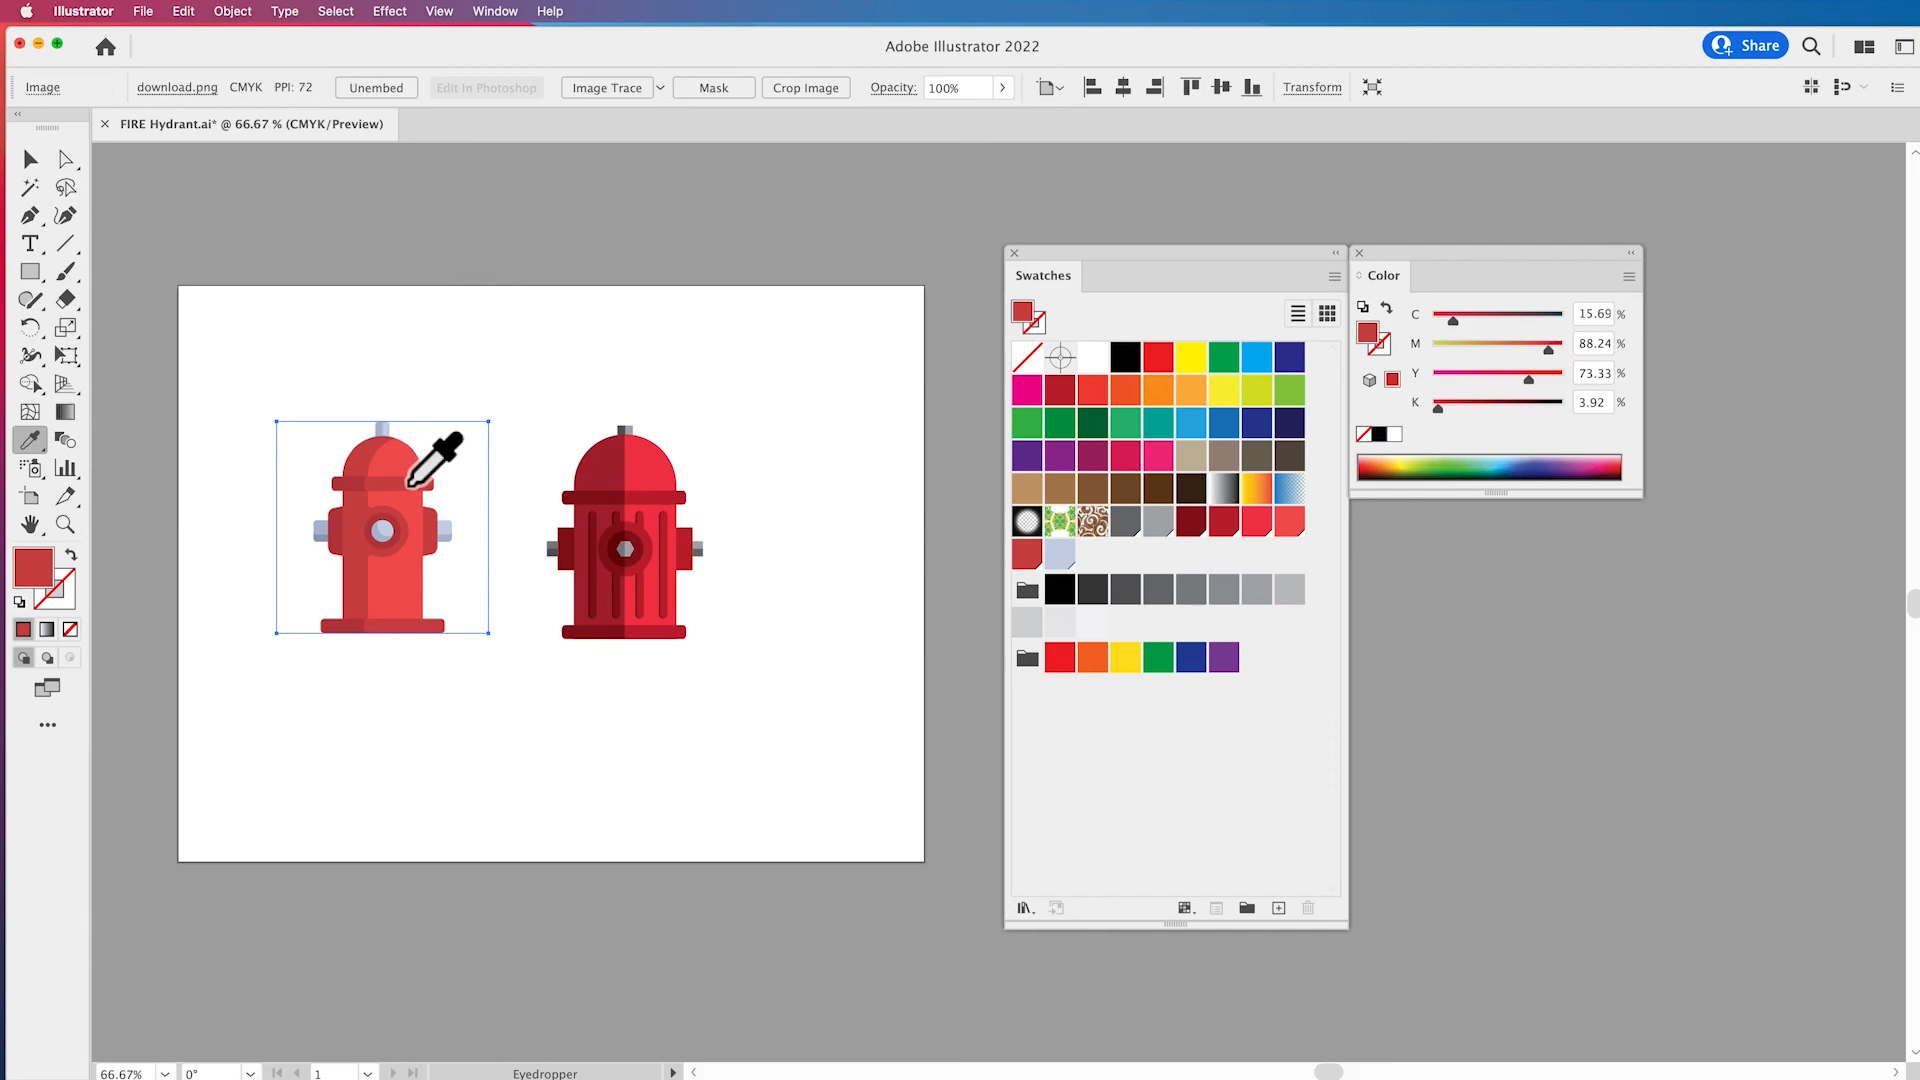 Illustrator File Edit Object Type Select Effect View Window Help
Adobe Illustrator 2022
Share
Image download.png CMYK PPI: 72 Unembed Edit In Photoshop Image Trace Mask Crop Image Opacity: 100% Transform
FIRE Hydrant.ai* @ 66.67 % (CMYK/Preview)
Swatches
Color
C 15.69 %
M 88.24 %
Y 73.33 %
K 3.92 %
66.67% 0° 1 Eyedropper